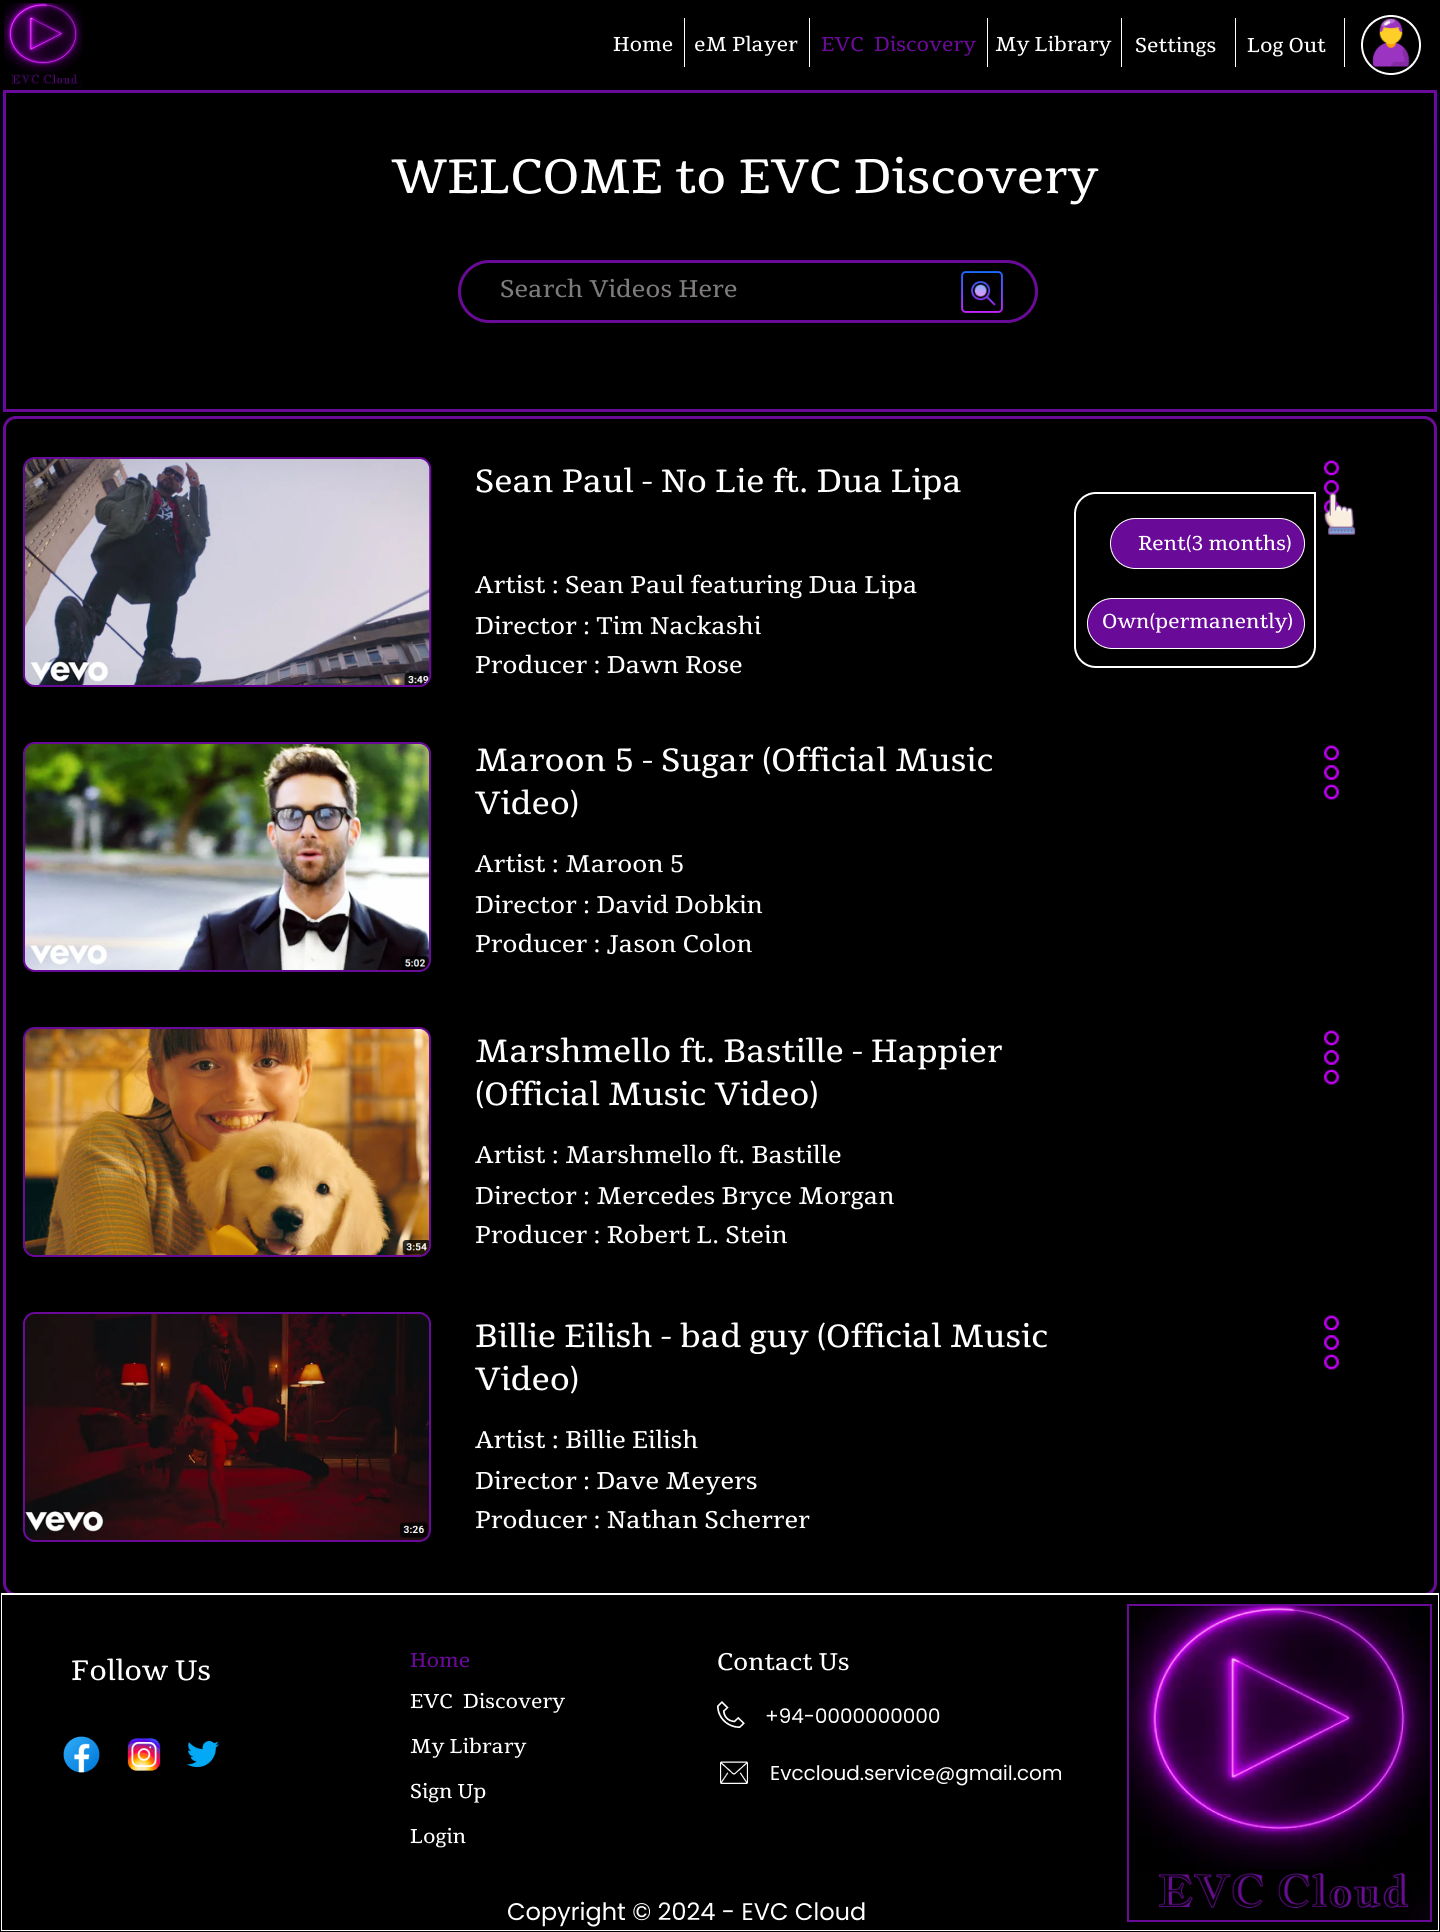 EVC Cloud
Home
eM Player
EVC Discovery
My Library
Settings
Log Out
WELCOME to EVC Discovery
Search Videos Here
Sean Paul - No Lie ft. Dua Lipa
Rent(3 months)
Artist : Sean Paul featuring Dua Lipa
Own(permanently)
Director : Tim Nackashi
Producer : Dawn Rose
vevo
3:49
Maroon 5 - Sugar (Official Music
Video)
Artist : Maroon 5
Director : David Dobkin
Producer : Jason Colon
vevo
5:02
Marshmello ft. Bastille - Happier
(Official Music Video)
Artist : Marshmello ft. Bastille
Director : Mercedes Bryce Morgan
Producer : Robert L. Stein
3:54
Billie Eilish - bad guy (Official Music
Video)
Artist : Billie Eilish
Director : Dave Meyers
Producer : Nathan Scherrer
vevo
3:26
Follow Us
Home
EVC Discovery
My Library
Sign Up
Login
Contact Us
+94-0000000000
Evccloud.service@gmail.com
EVC Cloud
Copyright © 2024 - EVC Cloud